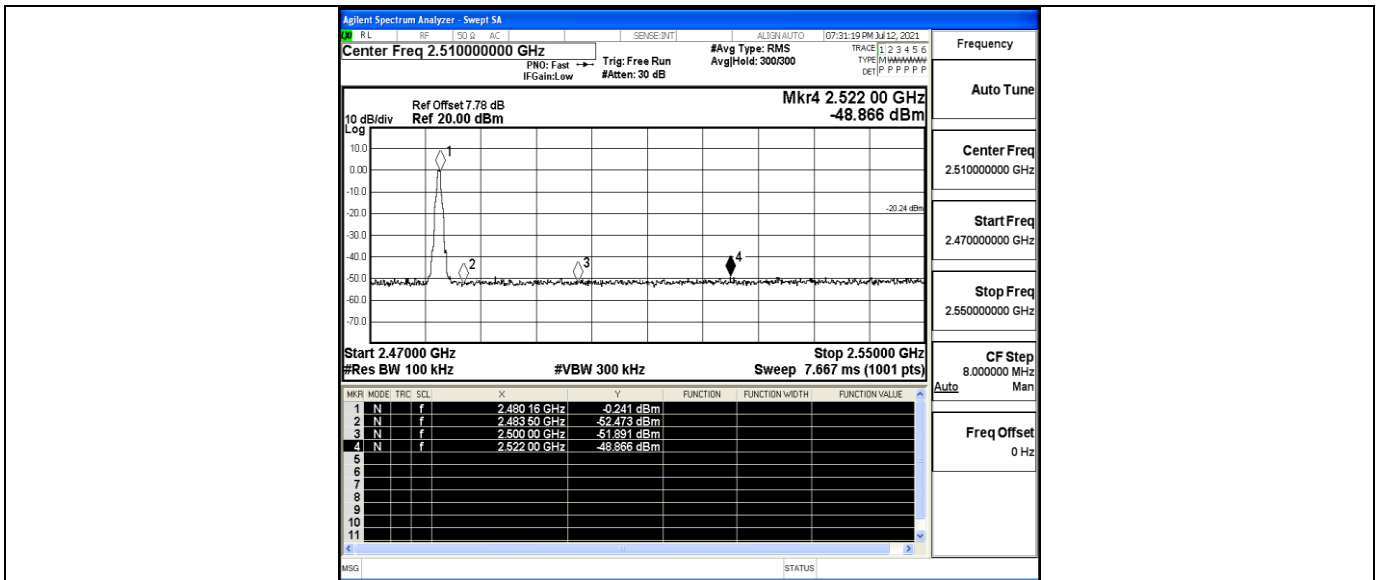 Agilent Spectrum Analyzer - Swept SA
LXI RL RF 50 Ω AC SENSE:INT ALIGN AUTO 07:31:19 PM Jul 12, 2021
Center Freq 2.510000000 GHz
#Avg Type: RMS
TRACE 1 2 3 4 5 6
PNO: Fast Trig: Free Run Avg|Hold: 300/300
TYPE M WWWWW
IFGain:Low #Atten: 30 dB
DET P P P P P P
Mkr4 2.522 00 GHz
-48.866 dBm
Ref Offset 7.78 dB
10 dB/div Ref 20.00 dBm
Log
10.0
0.00
-10.0
-20.0
-30.0
-40.0
-50.0
-60.0
-70.0
1
2
3
4
-20.24 dBm
Start 2.47000 GHz Stop 2.55000 GHz
#Res BW 100 kHz #VBW 300 kHz Sweep 7.667 ms (1001 pts)
MKR MODE TRC SCL X Y FUNCTION FUNCTION WIDTH FUNCTION VALUE
1 N f 2.480 16 GHz -0.241 dBm
2 N f 2.483 50 GHz -52.473 dBm
3 N f 2.500 00 GHz -51.891 dBm
4 N f 2.522 00 GHz -48.866 dBm
5
6
7
8
9
10
11
MSG STATUS
Frequency
Auto Tune
Center Freq
2.510000000 GHz
Start Freq
2.470000000 GHz
Stop Freq
2.550000000 GHz
CF Step
8.000000 MHz
Auto Man
Freq Offset
0 Hz